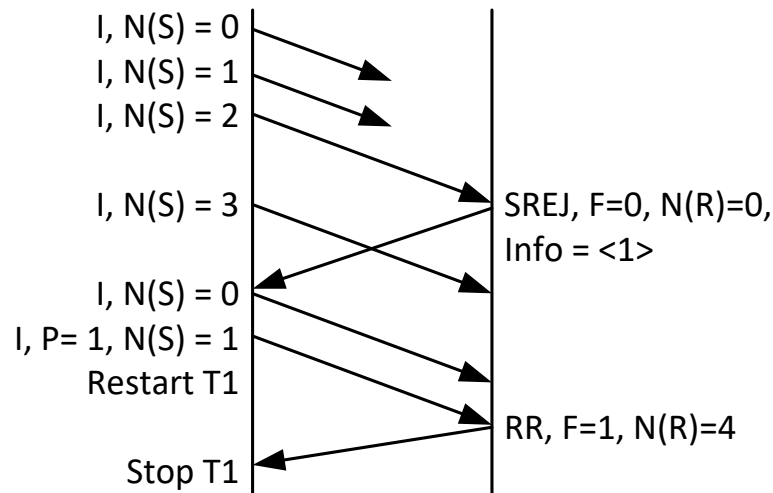 I, N(S) = 0
I, N(S) = 1
I, N(S) = 2
I, N(S) = 3
SREJ, F=0, N(R)=0,
Info = <1>
I, N(S) = 0
I, P= 1, N(S) = 1
Restart T1
RR, F=1, N(R)=4
Stop T1